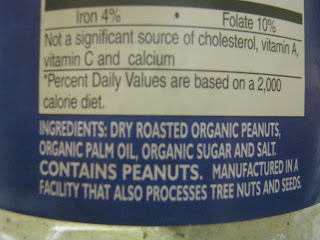 Iron 4% • Folate 10%
Not a significant source of cholesterol, vitamin A,
vitamin C and calcium
*Percent Daily Values are based on a 2,000
calorie diet.
INGREDIENTS: DRY ROASTED ORGANIC PEANUTS,
ORGANIC PALM OIL, ORGANIC SUGAR AND SALT.
CONTAINS PEANUTS. MANUFACTURED IN A
FACILITY THAT ALSO PROCESSES TREE NUTS AND SEEDS.